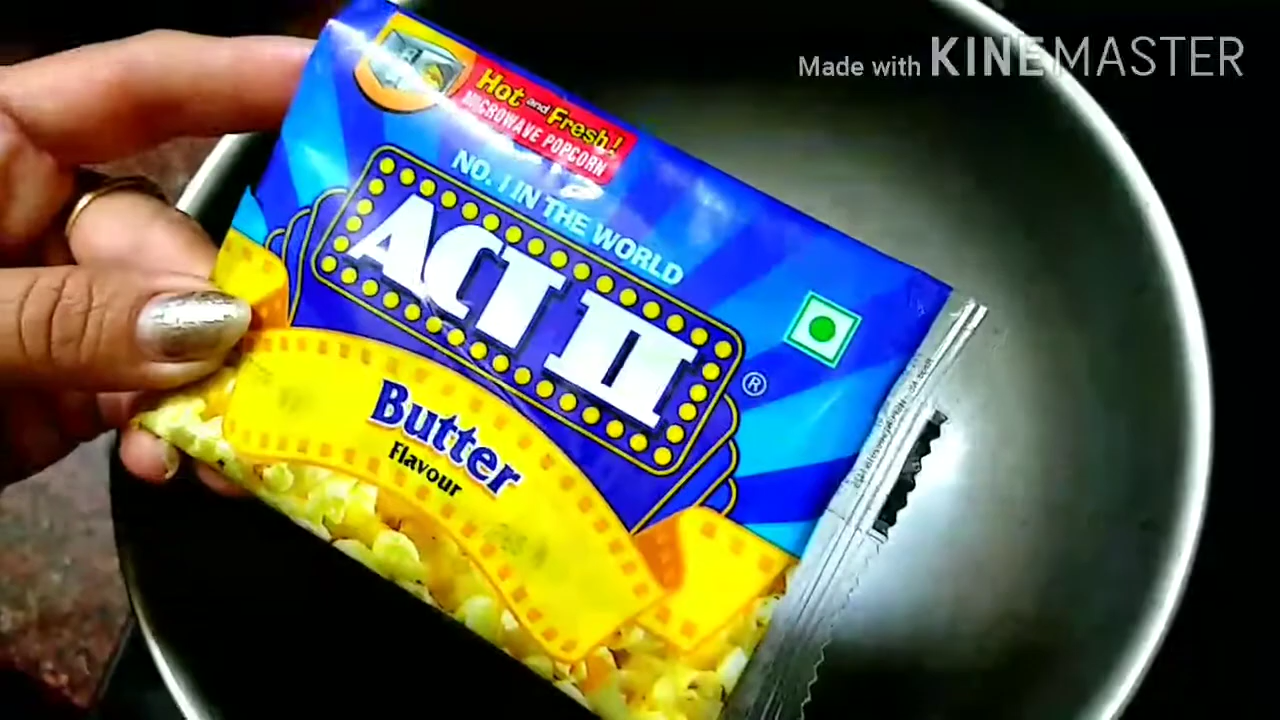 Made with KINEMASTER
Hot and Fresh!
MICROWAVE POPCORN
NO. 1 IN THE WORLD
ACT II
®
Butter
Flavour